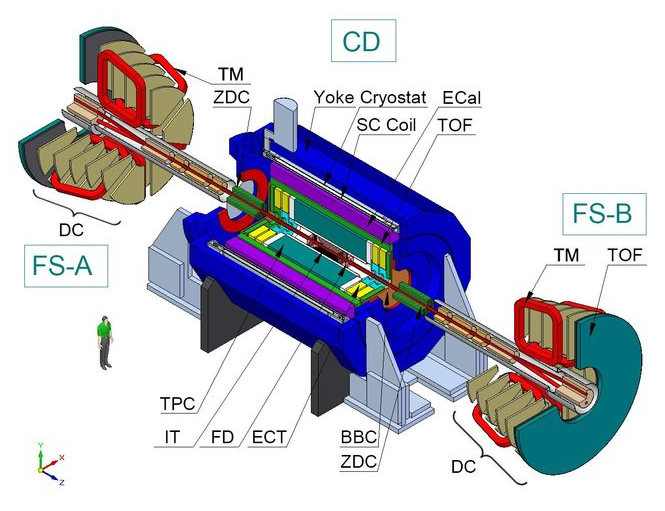 CD
TM
ZDC
Yoke Cryostat
ECal
SC Coil
TOF
DC
FS-A
FS-B
TM
TOF
TPC
IT
FD
ECT
BBC
ZDC
DC
Y
X
Z